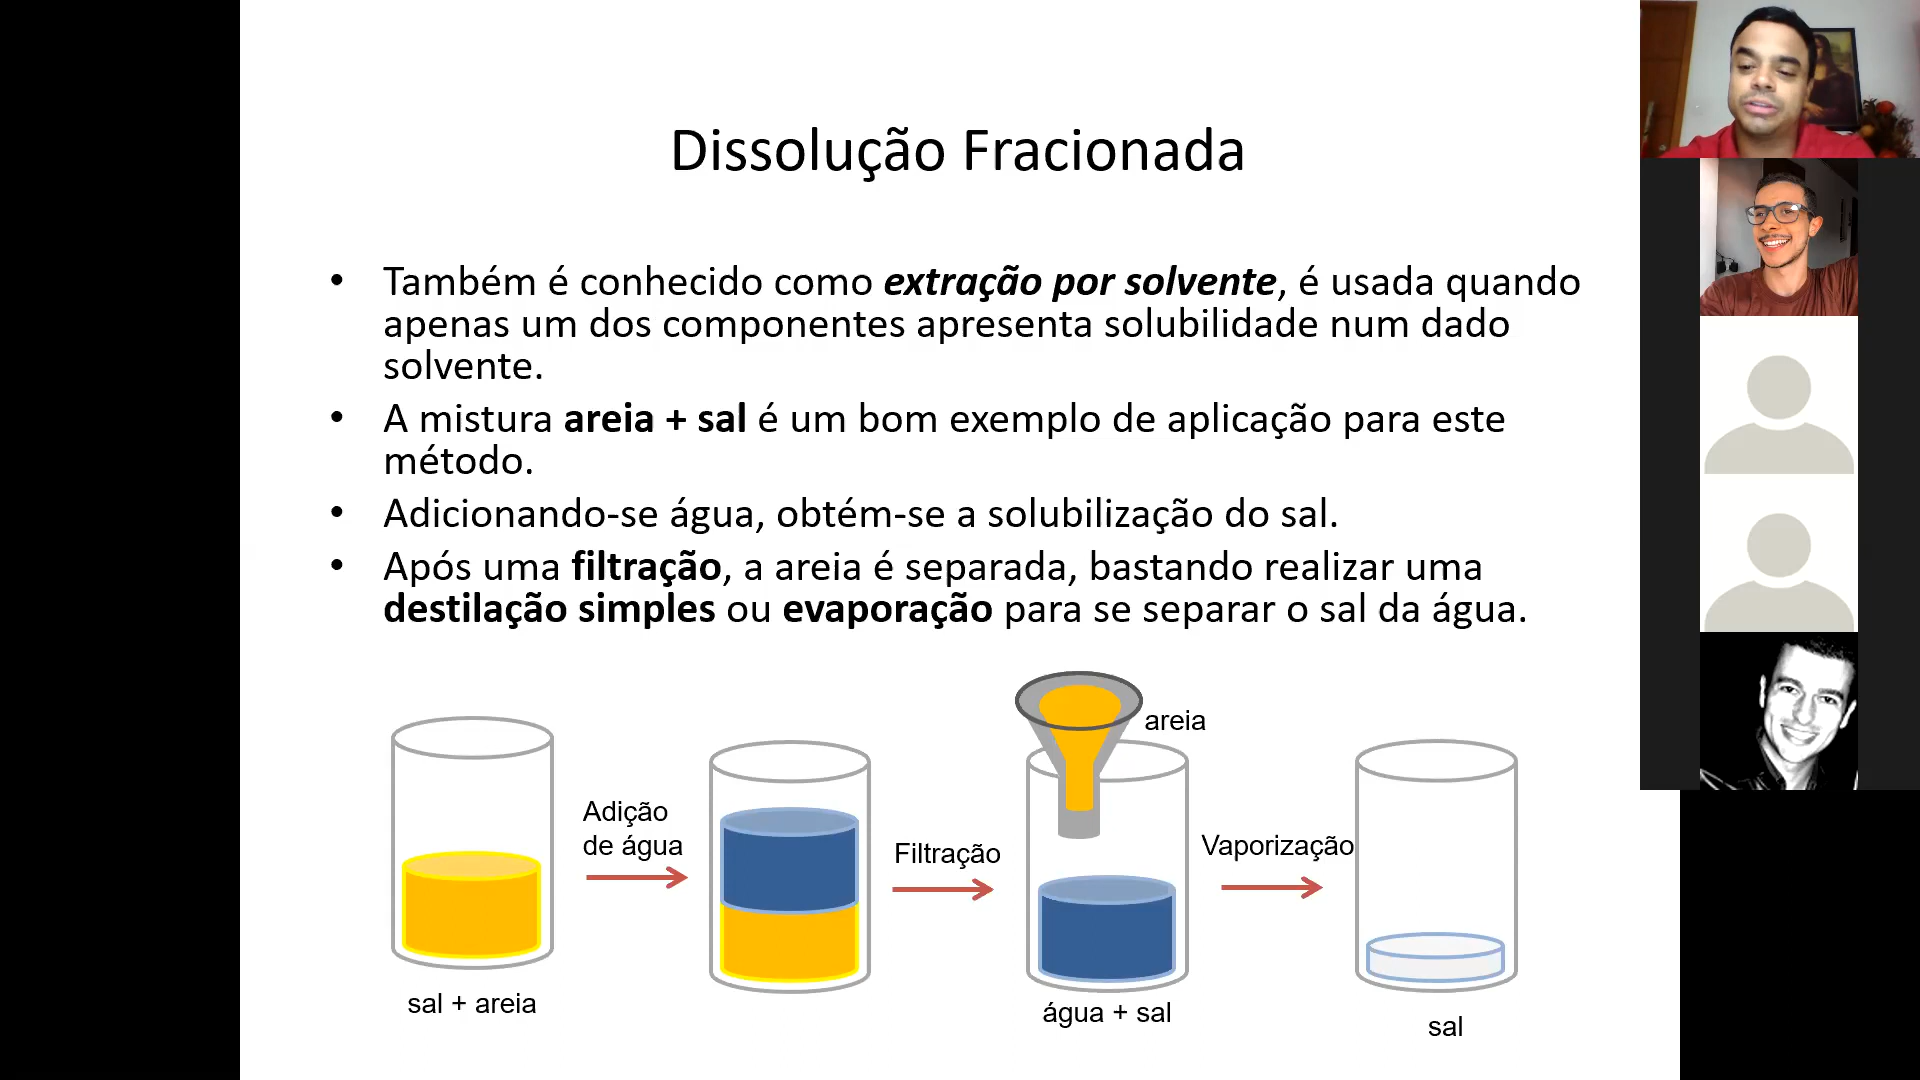 Dissolução Fracionada
• Também é conhecido como extração por solvente, é usada quando
apenas um dos componentes apresenta solubilidade num dado
solvente.
• A mistura areia + sal é um bom exemplo de aplicação para este
método.
• Adicionando-se água, obtém-se a solubilização do sal.
• Após uma filtração, a areia é separada, bastando realizar uma
destilação simples ou evaporação para se separar o sal da água.
areia
Adição
de água
Filtração
Vaporização
sal + areia
água + sal
sal